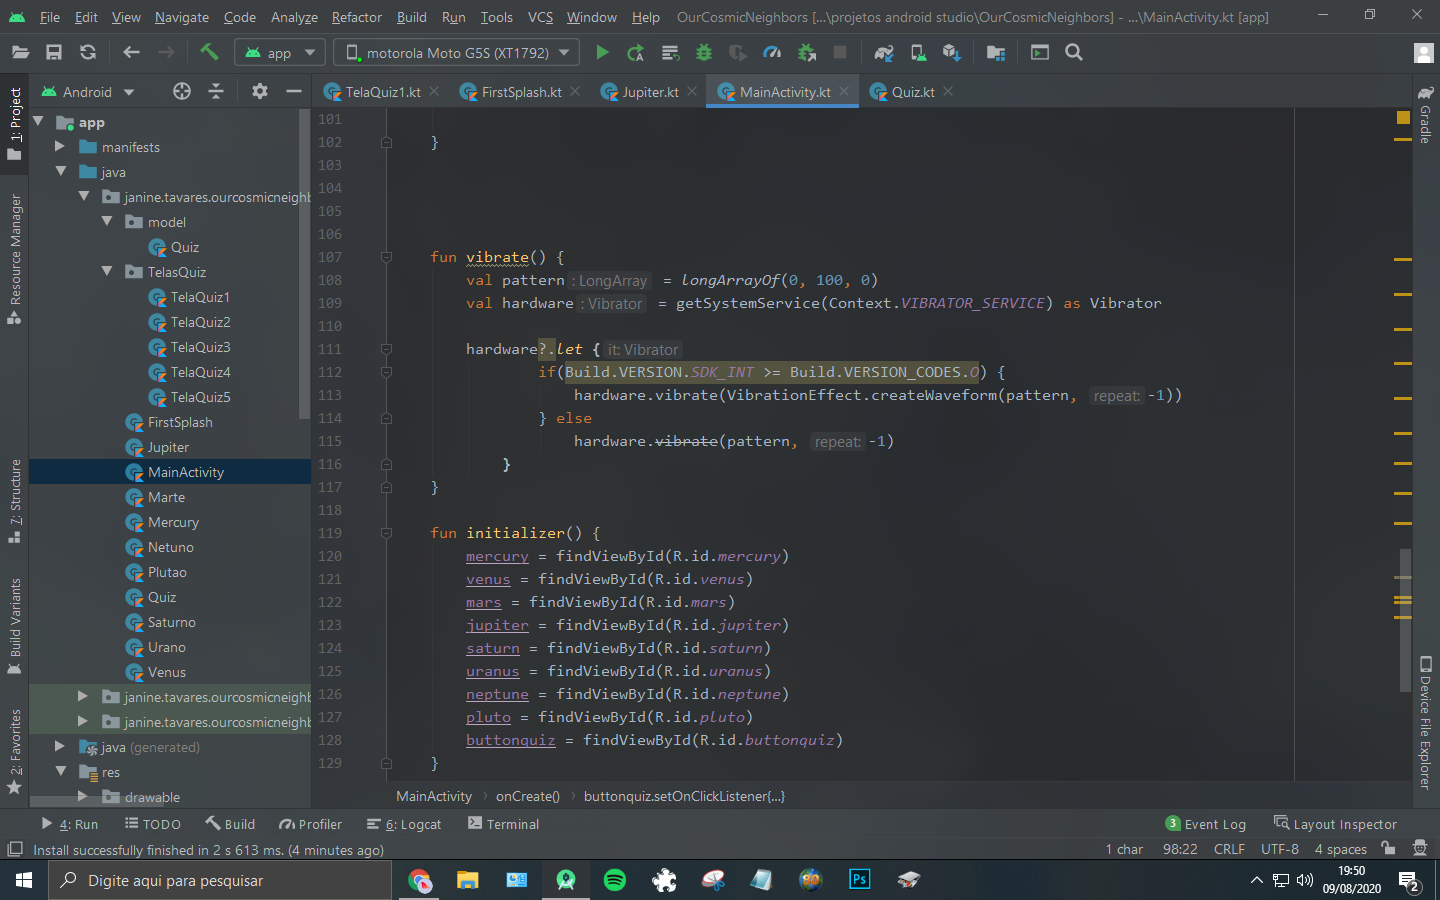 File Edit View Navigate Code Analyze Refactor Build Run Tools VCS Window Help OurCosmicNeighbors [...\projetos android studio\OurCosmicNeighbors] - ...\MainActivity.kt [app]
app motorola Moto G5S (XT1792)
Android
TelaQuiz1.kt FirstSplash.kt Jupiter.kt MainActivity.kt Quiz.kt
1: Project
Resource Manager
7: Structure
Build Variants
2: Favorites
app
manifests
java
janine.tavares.ourcosmicneighb
model
Quiz
TelasQuiz
TelaQuiz1
TelaQuiz2
TelaQuiz3
TelaQuiz4
TelaQuiz5
FirstSplash
Jupiter
MainActivity
Marte
Mercury
Netuno
Plutao
Quiz
Saturno
Urano
Venus
janine.tavares.ourcosmicneighb
janine.tavares.ourcosmicneighb
java (generated)
res
drawable
101
102 }
103
104
105
106
107 fun vibrate() {
108 val pattern : LongArray = longArrayOf(0, 100, 0)
109 val hardware : Vibrator = getSystemService(Context.VIBRATOR_SERVICE) as Vibrator
110
111 hardware?.let { it: Vibrator
112 if(Build.VERSION.SDK_INT >= Build.VERSION_CODES.O) {
113 hardware.vibrate(VibrationEffect.createWaveform(pattern, repeat: -1))
114 } else
115 hardware.vibrate(pattern, repeat: -1)
116 }
117 }
118
119 fun initializer() {
120 mercury = findViewById(R.id.mercury)
121 venus = findViewById(R.id.venus)
122 mars = findViewById(R.id.mars)
123 jupiter = findViewById(R.id.jupiter)
124 saturn = findViewById(R.id.saturn)
125 uranus = findViewById(R.id.uranus)
126 neptune = findViewById(R.id.neptune)
127 pluto = findViewById(R.id.pluto)
128 buttonquiz = findViewById(R.id.buttonquiz)
129 }
Gradle
Device File Explorer
MainActivity › onCreate() › buttonquiz.setOnClickListener{...}
4: Run TODO Build Profiler 6: Logcat Terminal 3 Event Log Layout Inspector
Install successfully finished in 2 s 613 ms. (4 minutes ago) 1 char 98:22 CRLF UTF-8 4 spaces
Digite aqui para pesquisar Ps 19:50
09/08/2020 2